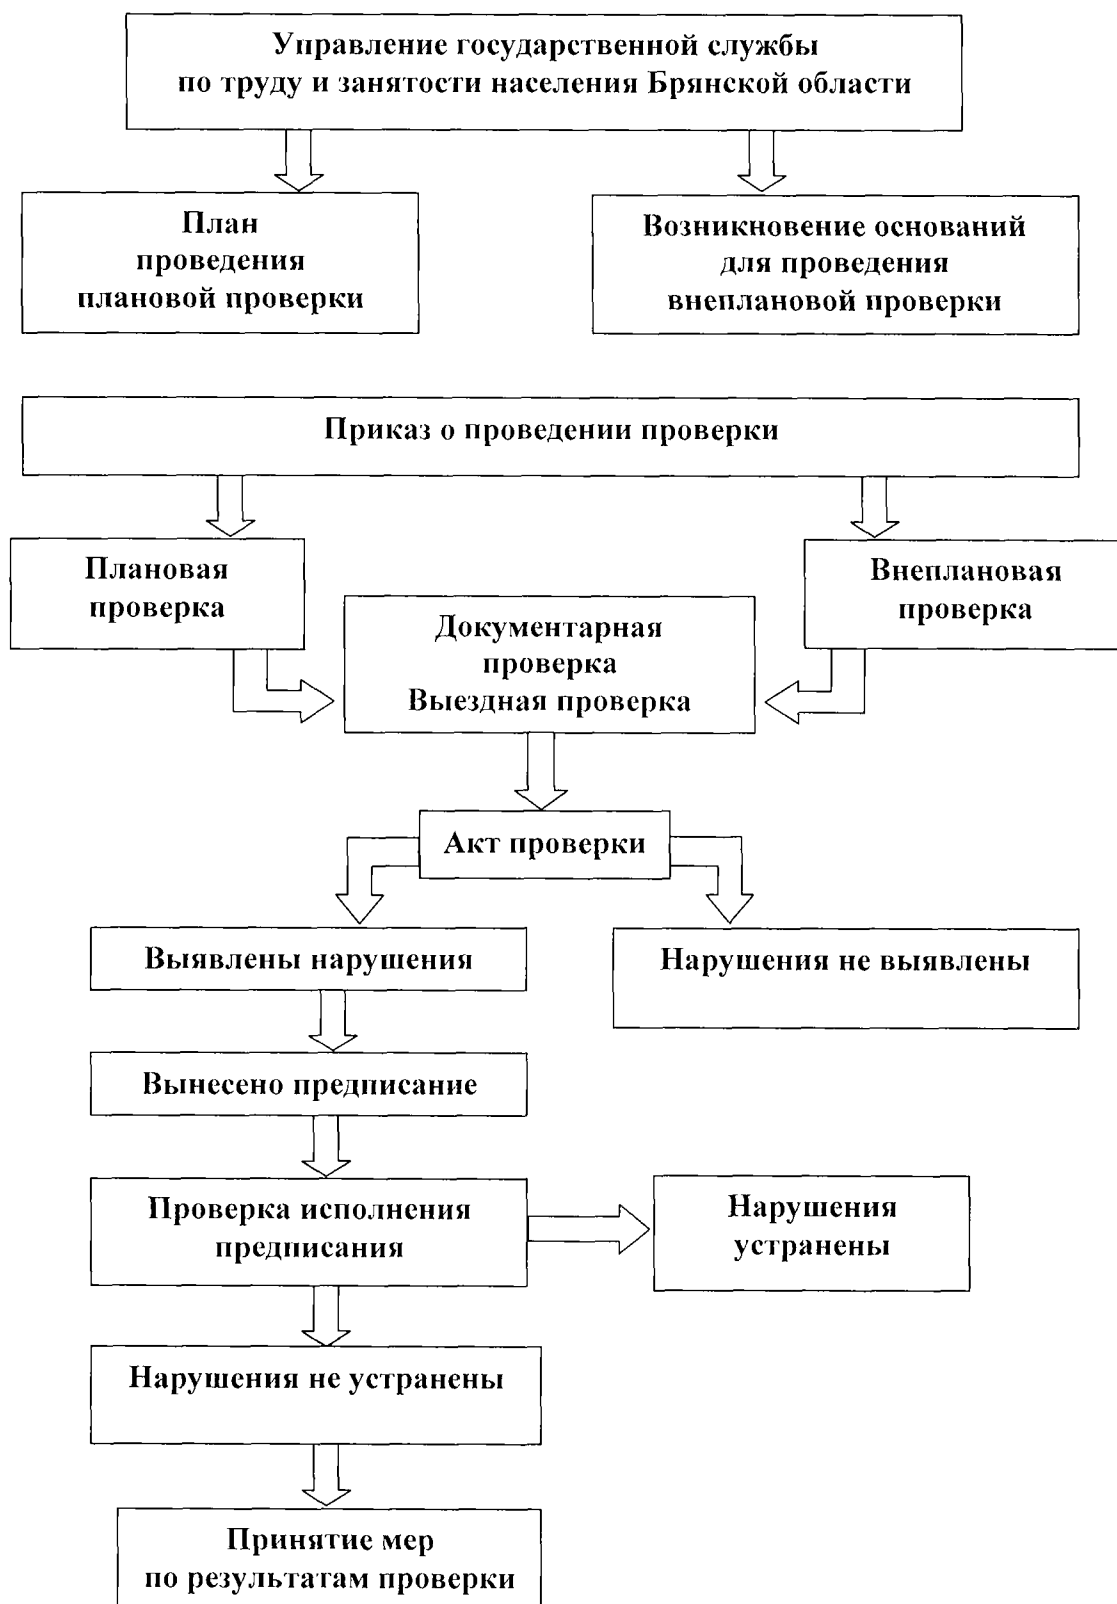 Управление государственной службы
по труду и занятости населения Брянской области
План
проведения
плановой проверки
Возникновение оснований
для проведения
внеплановой проверки
Приказ о проведении проверки
Плановая
проверка
Внеплановая
проверка
Документарная
проверка
Выездная проверка
Акт проверки
Выявлены нарушения
Нарушения не выявлены
Вынесено предписание
Проверка исполнения
предписания
Нарушения
устранены
Нарушения не устранены
Принятие мер
по результатам проверки